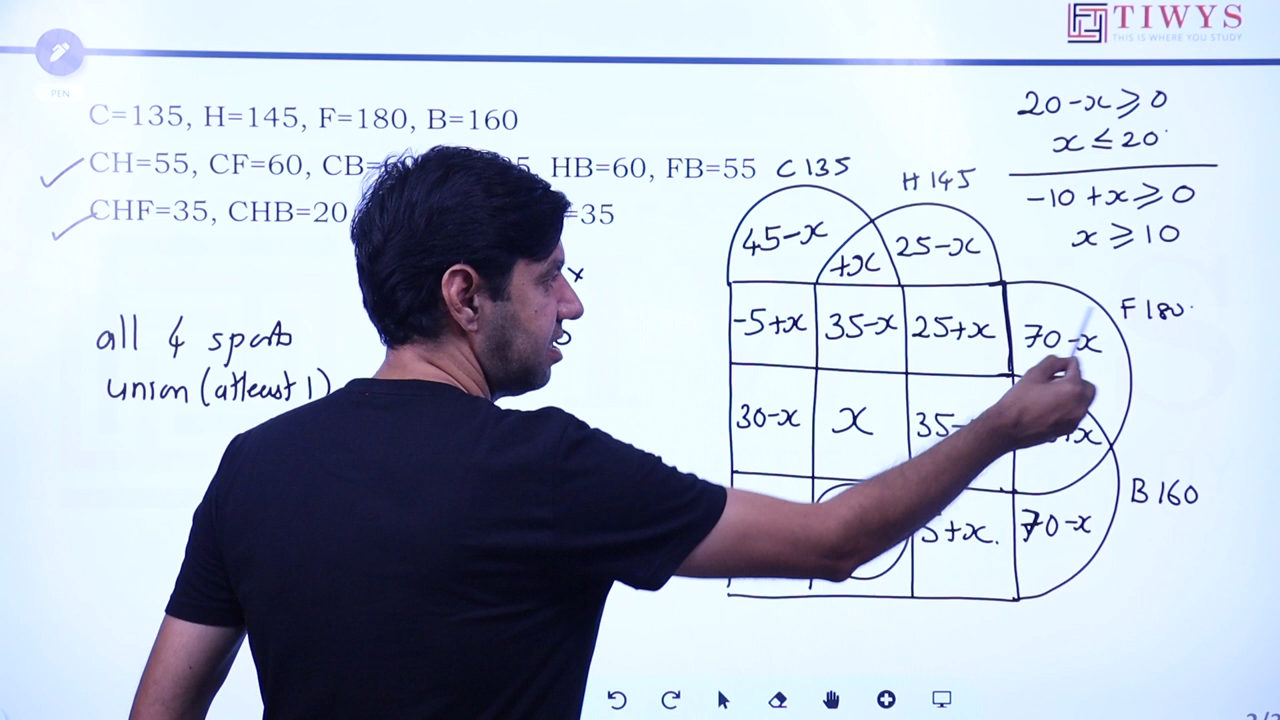 TIWYS
THIS IS WHERE YOU STUDY
PEN
C=135, H=145, F=180, B=160
CH=55, CF=60, HB=60, FB=55
CHF=35, CHB=20 =35
all 4 sports
union (atleast 1)
20-x ≥ 0
x ≤ 20
-10 +x ≥ 0
x ≥ 10
C 135
H 145
45-x +x 25-x
F 180
-5+x 35-x 25+x 70-x
30-x x 35- +x
B 160
5+x. 70-x